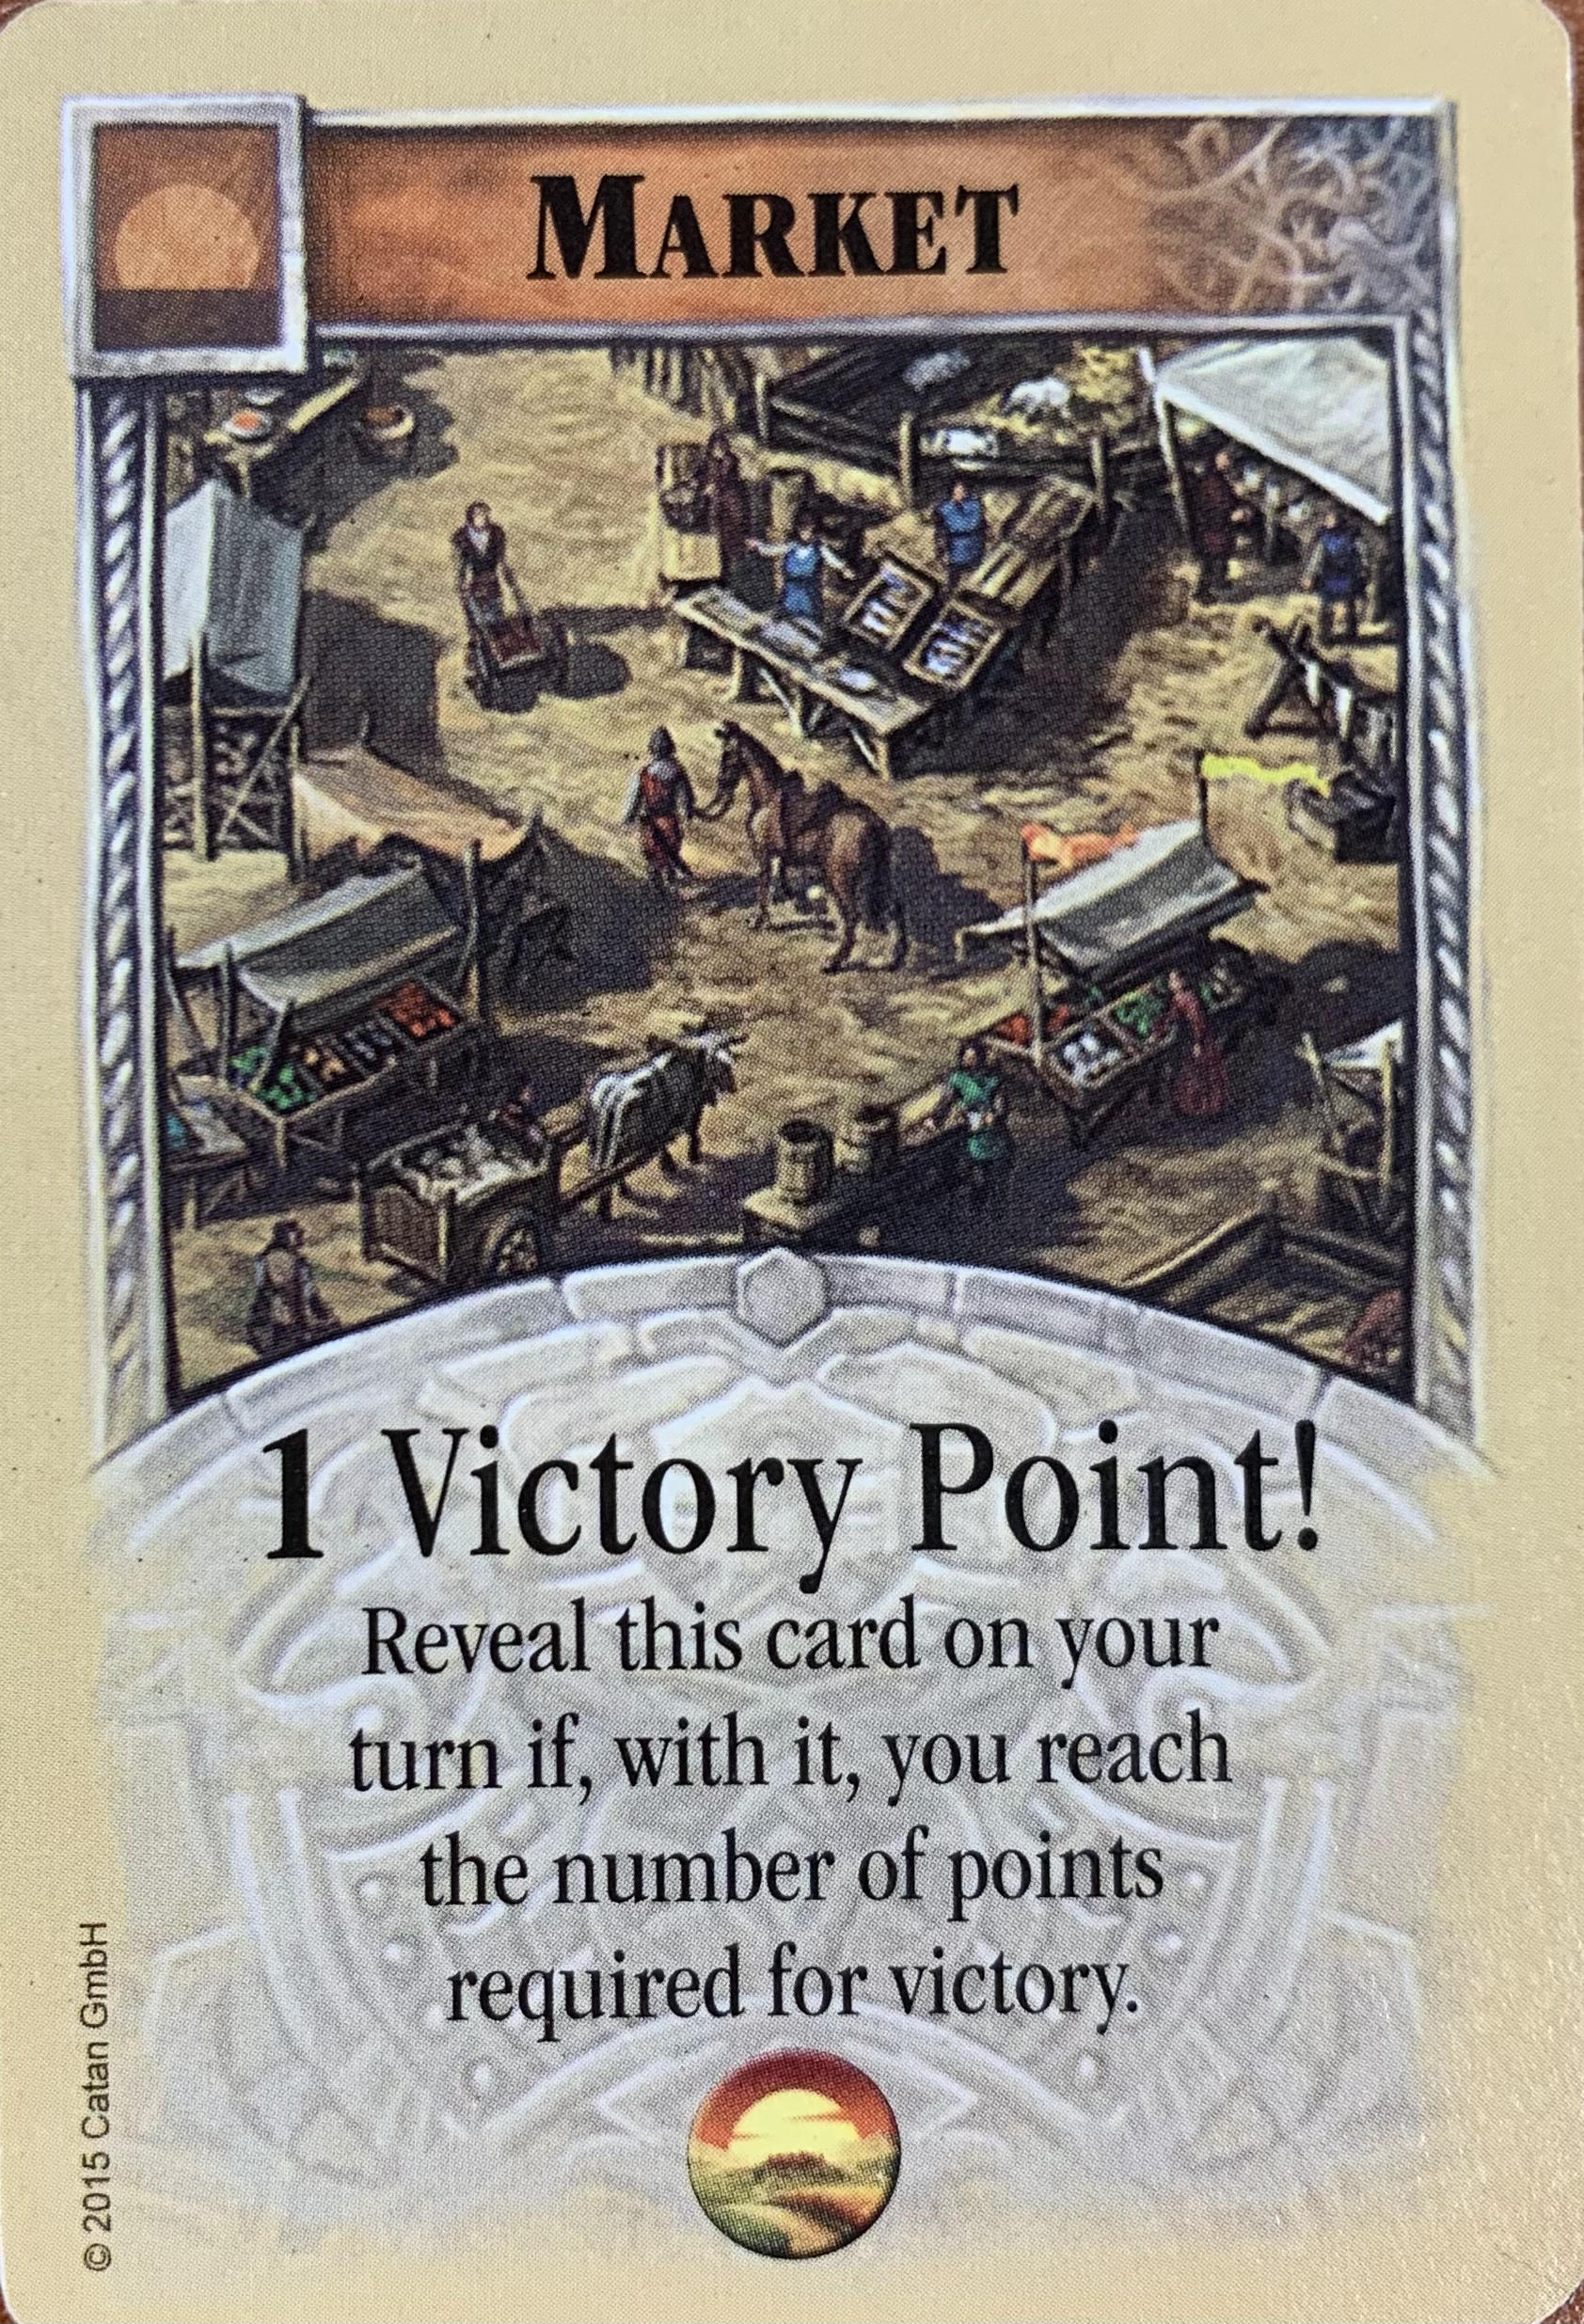 MARKET
1 Victory Point!
Reveal this card on your
turn if, with it, you reach
the number of points
required for victory.
© 2015 Catan GmbH